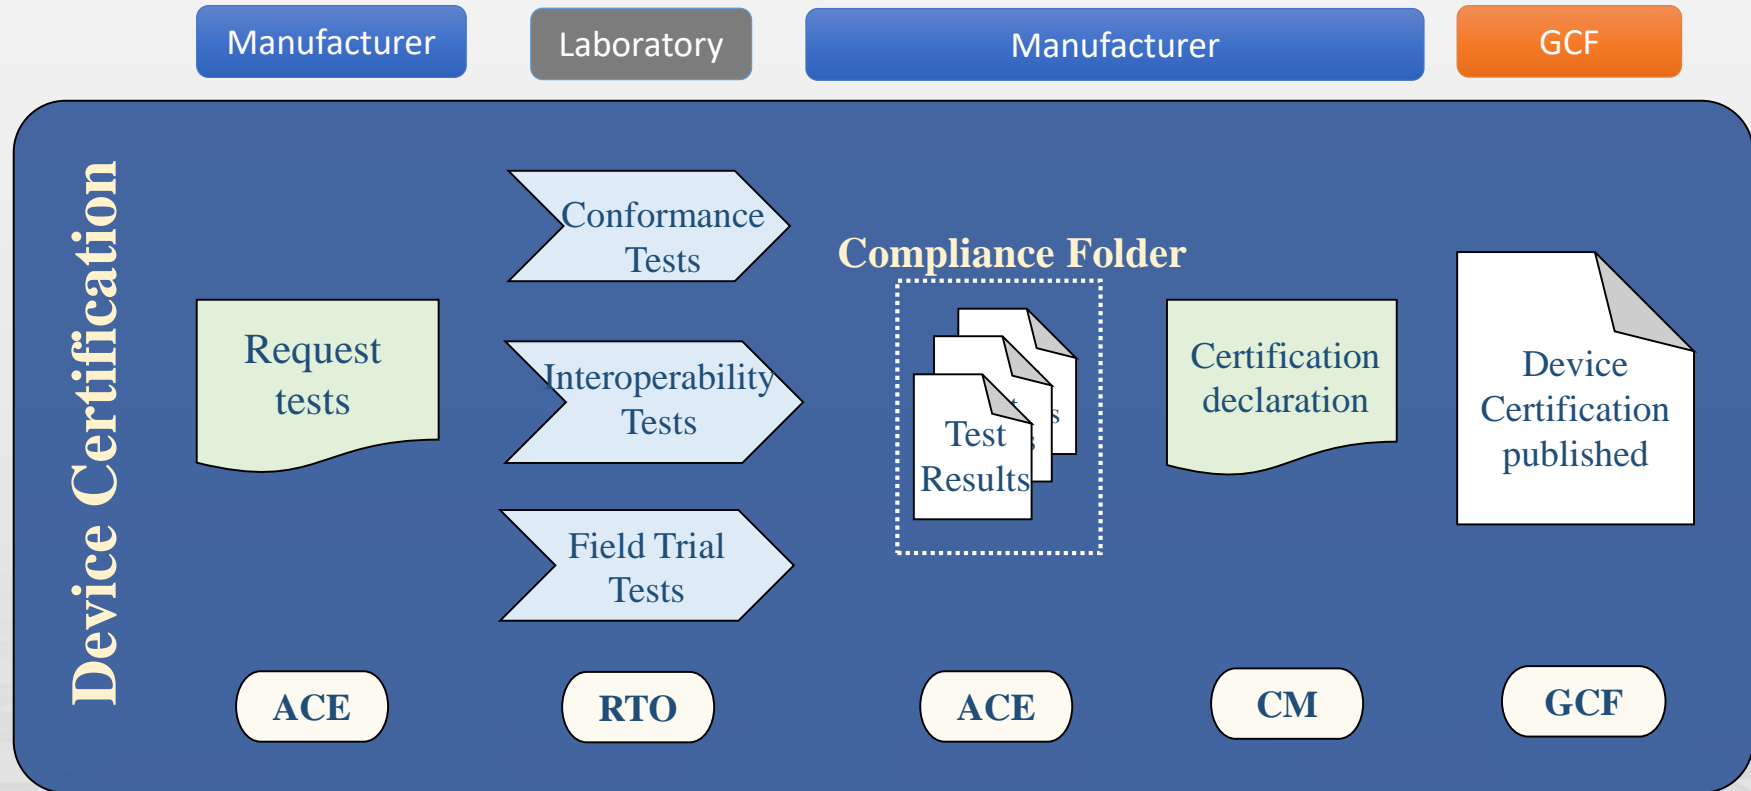 Manufacturer
Laboratory
Manufacturer
GCF
Device Certification
Request
tests
Conformance
Tests
Interoperability
Tests
Field Trial
Tests
Compliance Folder
Test
Results
Certification
declaration
Device
Certification
published
ACE
RTO
ACE
CM
GCF